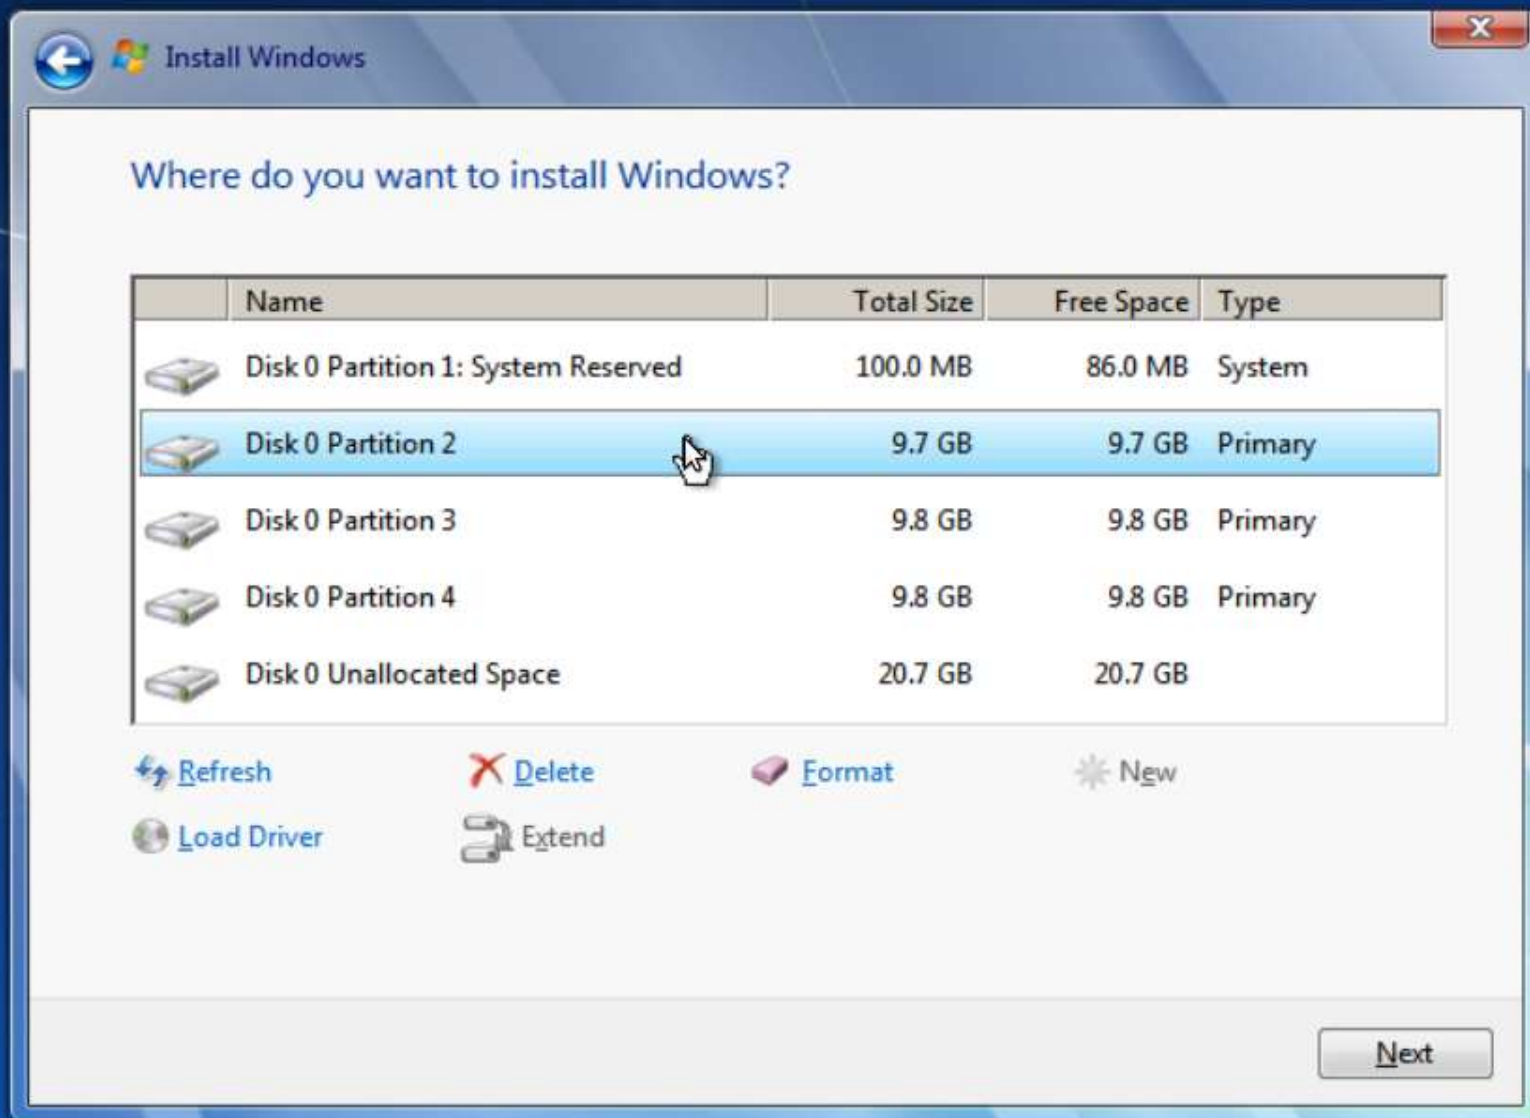 Install Windows
Where do you want to install Windows?
Name Total Size Free Space Type
Disk 0 Partition 1: System Reserved 100.0 MB 86.0 MB System
Disk 0 Partition 2 9.7 GB 9.7 GB Primary
Disk 0 Partition 3 9.8 GB 9.8 GB Primary
Disk 0 Partition 4 9.8 GB 9.8 GB Primary
Disk 0 Unallocated Space 20.7 GB 20.7 GB
Refresh Delete Format New
Load Driver Extend
Next